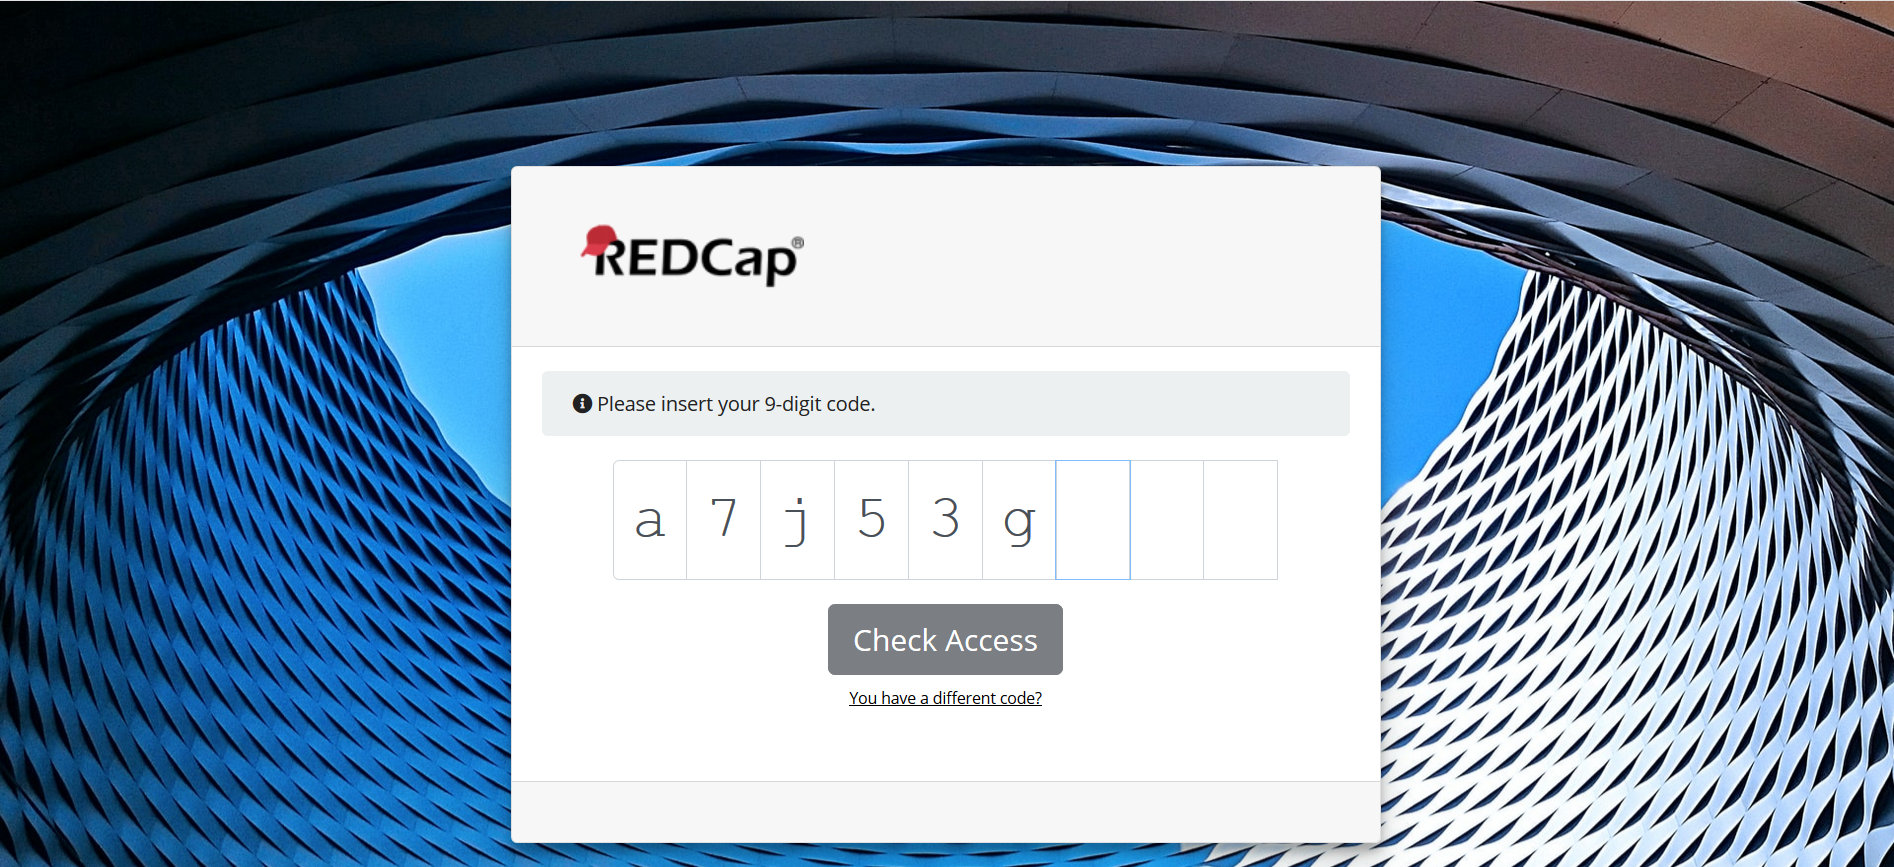 REDCap®
Please insert your 9-digit code.
a 7 j 5 3 g
Check Access
You have a different code?